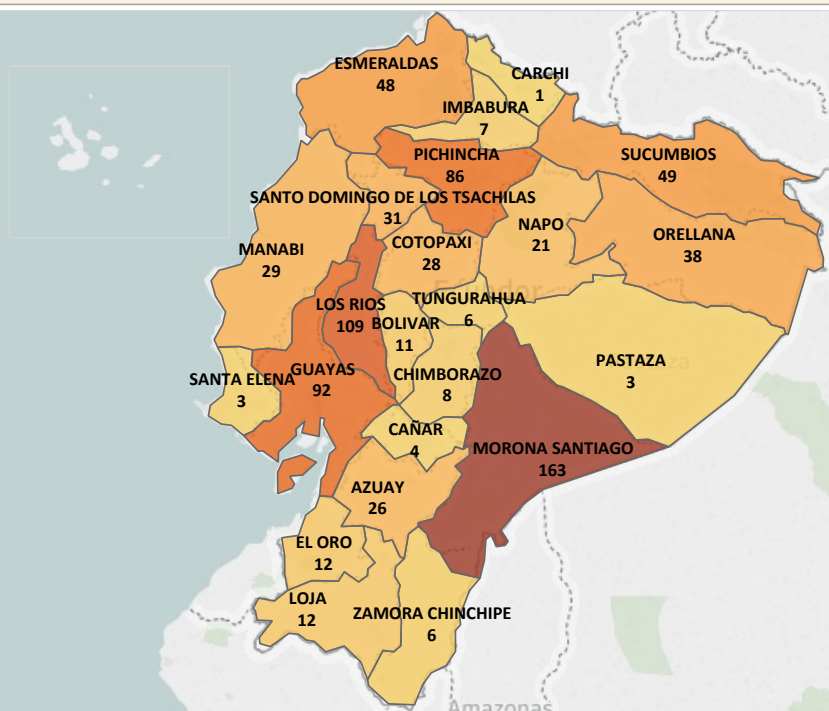 ESMERALDAS
48
CARCHI
1
IMBABURA
7
PICHINCHA
86
SUCUMBIOS
49
SANTO DOMINGO DE LOS TSACHILAS
31
NAPO
21
ORELLANA
38
MANABI
29
COTOPAXI
28
LOS RIOS
109
TUNGURAHUA
6
BOLIVAR
11
PASTAZA
3
SANTA ELENA
3
GUAYAS
92
CHIMBORAZO
8
CAÑAR
4
MORONA SANTIAGO
163
AZUAY
26
EL ORO
12
LOJA
12
ZAMORA CHINCHIPE
6
Amazonas